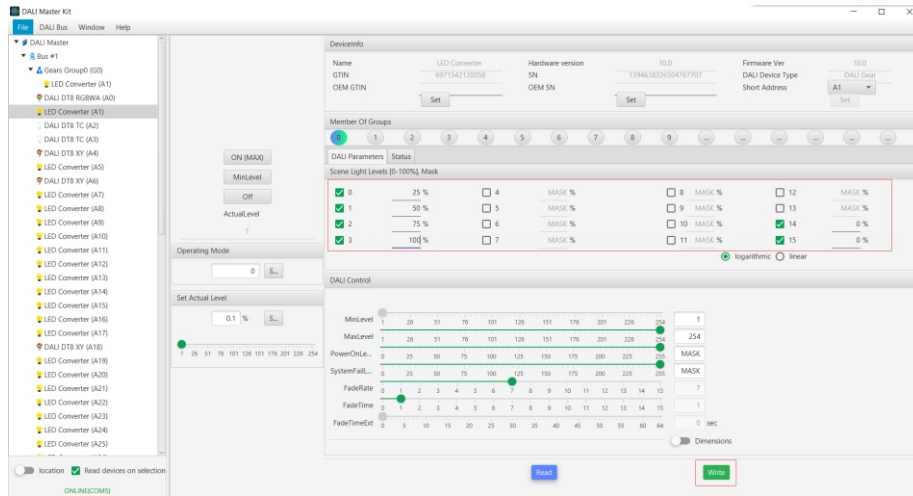 DALI Master Kit
File DALI Bus Window Help
DALI Master
Bus #1
Gears Group0 (G0)
LED Converter (A1)
DALI DT8 RGBWA (A0)
LED Converter (A1)
DALI DT8 TC (A2)
DALI DT8 TC (A3)
DALI DT8 XY (A4)
LED Converter (A5)
DALI DT8 XY (A6)
LED Converter (A7)
LED Converter (A8)
LED Converter (A9)
LED Converter (A10)
LED Converter (A11)
LED Converter (A12)
LED Converter (A13)
LED Converter (A14)
LED Converter (A15)
LED Converter (A16)
LED Converter (A17)
DALI DT8 XY (A18)
LED Converter (A19)
LED Converter (A20)
LED Converter (A21)
LED Converter (A22)
LED Converter (A23)
LED Converter (A24)
LED Converter (A25)
location Read devices on selection
ONLINE(COM5)
ON (MAX)
MinLevel
Off
ActualLevel
1
Operating Mode
0 S...
Set Actual Level
0.1 % S...
1 26 51 76 101 126 151 176 201 226 254
DeviceInfo
Name LED Converter Hardware version 10.0 Firmware Ver 10.0
GTIN 6971542120058 SN 1394638326504767707 DALI Device Type DALI Gear
OEM GTIN OEM SN Short Address A1
Set Set Set
Member Of Groups
0 1 2 3 4 5 6 7 8 9 ... ... ... ... ... ...
DALI Parameters Status
Scene Light Levels [0-100%], Mask
0 25 % 4 MASK % 8 MASK % 12 MASK %
1 50 % 5 MASK % 9 MASK % 13 MASK %
2 75 % 6 MASK % 10 MASK % 14 0 %
3 100 % 7 MASK % 11 MASK % 15 0 %
logarithmic linear
DALI Control
MinLevel 1 26 51 76 101 126 151 176 201 226 254 1
MaxLevel 1 26 51 76 101 126 151 176 201 226 254 254
PowerOnLe... 0 25 50 75 100 125 150 175 200 225 255 MASK
SystemFailL... 0 25 50 75 100 125 150 175 200 225 255 MASK
FadeRate 0 1 2 3 4 5 6 7 8 9 10 11 12 13 14 15 7
FadeTime 0 1 2 3 4 5 6 7 8 9 10 11 12 13 14 15 1
FadeTimeExt 0 5 10 15 20 25 30 35 40 45 50 55 60 64 0 sec
Dimensions
Read Write